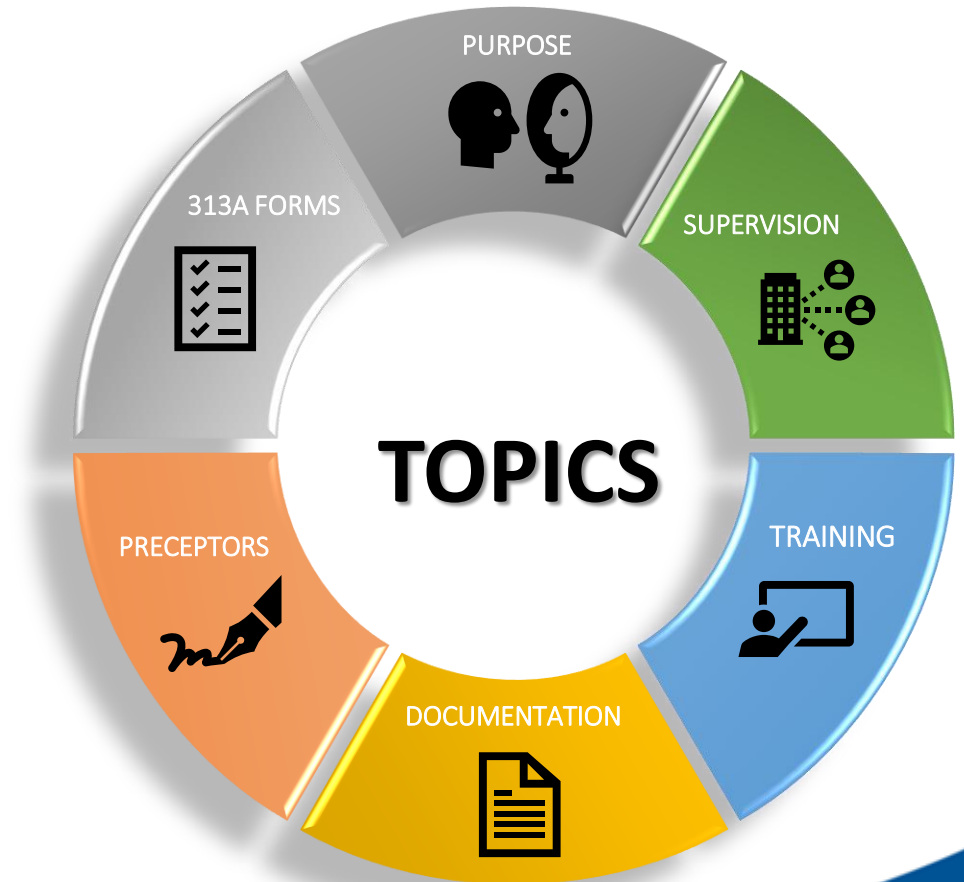 PURPOSE
313A FORMS
SUPERVISION
TOPICS
PRECEPTORS
TRAINING
DOCUMENTATION